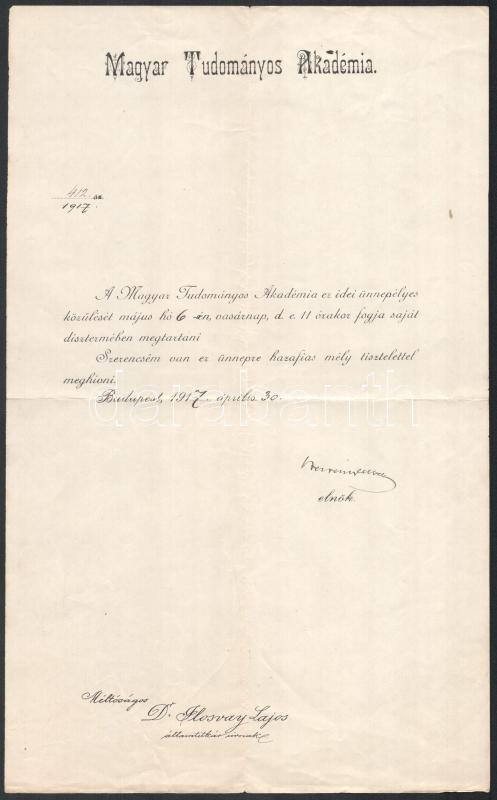 Magyar Tudományos Akadémia.
412. sz.
1917.
A Magyar Tudományos Akadémia ez idei ünnepélyes
közülését május hó 6-án, vasárnap, d. e. 11 órakor fogja saját
dísztermében megtartani
Szerencsém van ez ünnepre hazafias mély tisztelettel
meghívni.
Budapest, 1917. április 30.
elnök.
Méltóságos
Dr. Ilosvay Lajos
államtitkár úrnak
darabanth